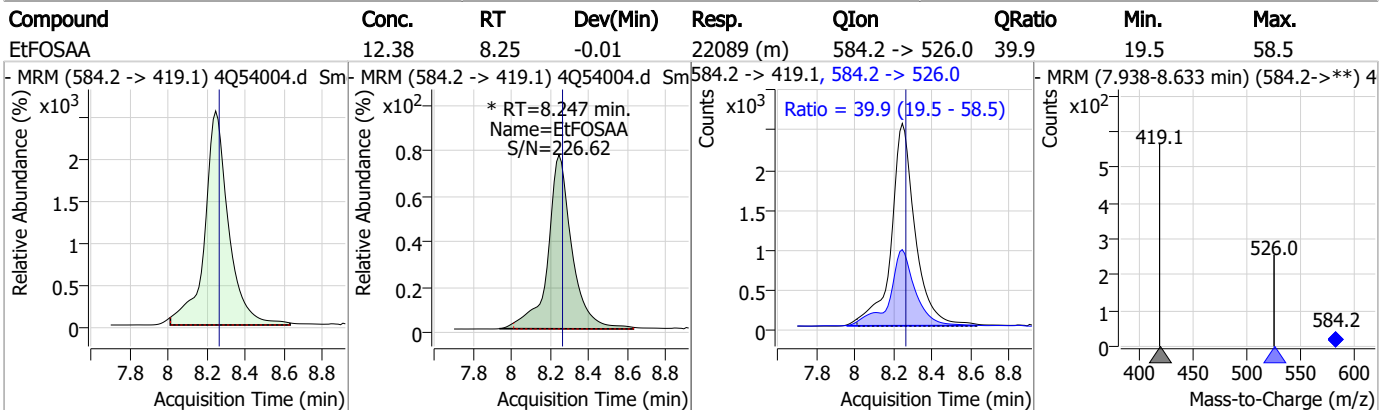 Compound Conc. RT Dev(Min) Resp. QIon QRatio Min. Max.
EtFOSAA 12.38 8.25 -0.01 22089 (m) 584.2 -> 526.0 39.9 19.5 58.5
- MRM (584.2 -> 419.1) 4Q54004.d Sm
Relative Abundance (%)
x10³
2
1.5
1
0.5
0
7.8 8 8.2 8.4 8.6 8.8
Acquisition Time (min)
- MRM (584.2 -> 419.1) 4Q54004.d Sm
Relative Abundance (%)
x10²
* RT=8.247 min.
Name=EtFOSAA
S/N=226.62
0.8
0.6
0.4
0.2
0
7.8 8 8.2 8.4 8.6 8.8
Acquisition Time (min)
584.2 -> 419.1, 584.2 -> 526.0
Counts
x10³
Ratio = 39.9 (19.5 - 58.5)
2
1.5
1
0.5
0
7.8 8 8.2 8.4 8.6 8.8
Acquisition Time (min)
- MRM (7.938-8.633 min) (584.2->**) 4
Counts
x10²
419.1
526.0
584.2
5
4
3
2
1
0
400 450 500 550 600
Mass-to-Charge (m/z)